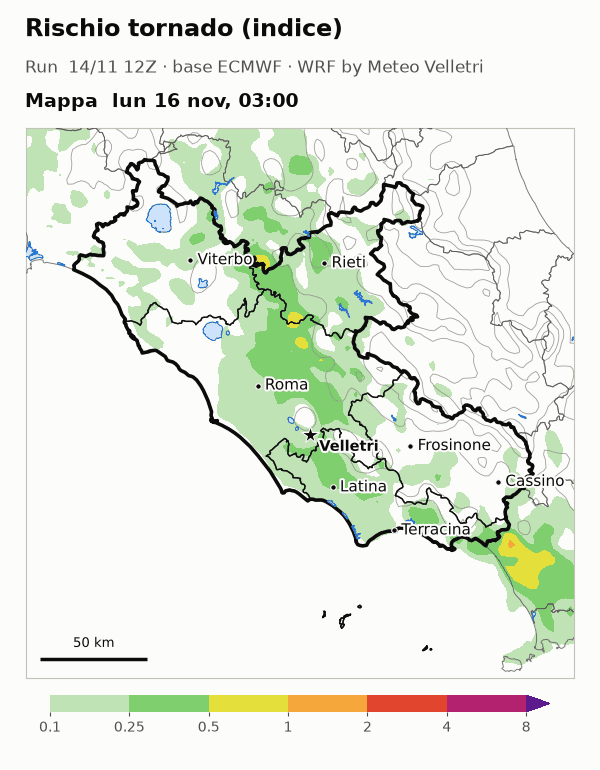 Rischio tornado (indice)
Run  14/11 12Z · base ECMWF · WRF by Meteo Velletri
Mappa  lun 16 nov, 03:00
Viterbo
Rieti
Roma
Velletri
Frosinone
Cassino
Latina
Terracina
50 km
0.1 0.25 0.5 1 2 4 8